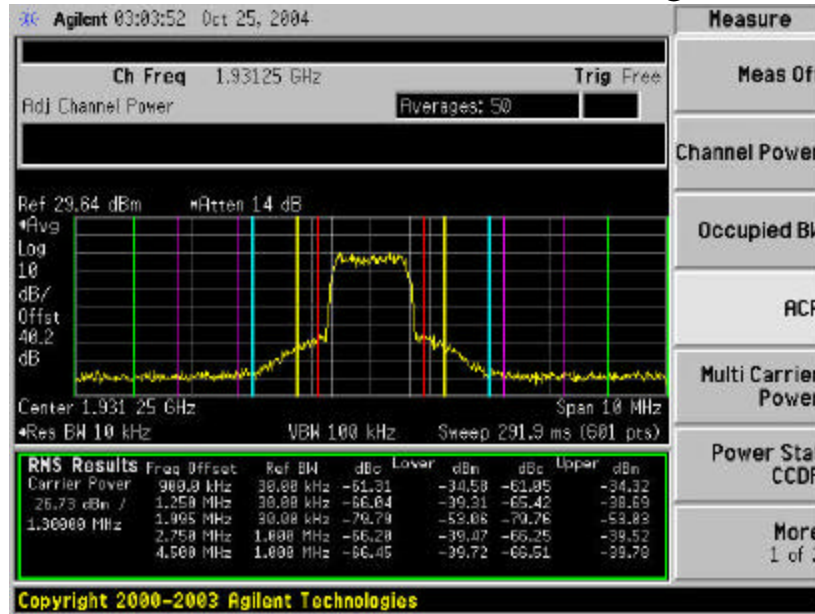 Agilent 03:03:52 Oct 25, 2004
Measure
Ch Freq 1.93125 GHz Trig Free
Meas Of
Adj Channel Power Averages: 50
Channel Power
Ref 29.64 dBm *Atten 14 dB
Avg
Log
10
dB/
Offst
40.2
dB
Occupied BW
ACP
Multi Carrier
Power
Center 1.931 25 GHz Span 10 MHz
Res BW 10 kHz VBW 100 kHz Sweep 291.9 ms (601 pts)
Power Stat
CCDF
RMS Results Freq Offset Ref BW dBc Lower dBm dBc Upper dBm
Carrier Power 900.0 kHz 30.00 kHz -61.31 -34.58 -61.05 -34.32
26.73 dBm / 1.250 MHz 30.00 kHz -66.04 -39.31 -65.42 -38.69
1.30000 MHz 1.995 MHz 30.00 kHz -79.79 -53.06 -79.76 -53.03
2.750 MHz 1.000 MHz -66.20 -39.47 -66.25 -39.52
4.500 MHz 1.000 MHz -66.45 -39.72 -66.51 -39.78
More
1 of
Copyright 2000-2003 Agilent Technologies